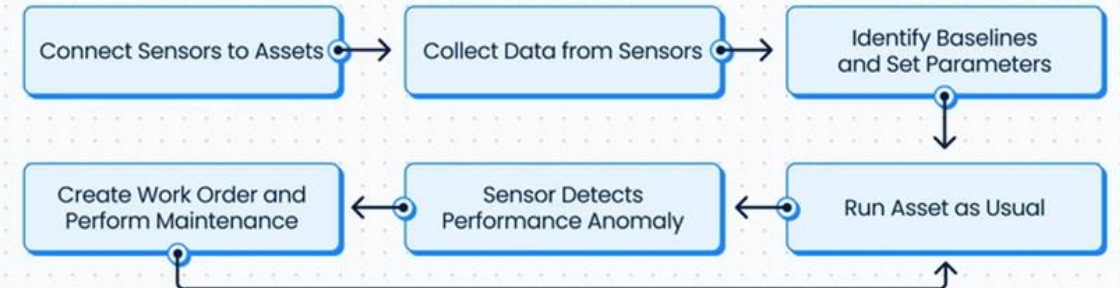 Connect Sensors to Assets
Collect Data from Sensors
Identify Baselines
and Set Parameters
Create Work Order and
Perform Maintenance
Sensor Detects
Performance Anomaly
Run Asset as Usual